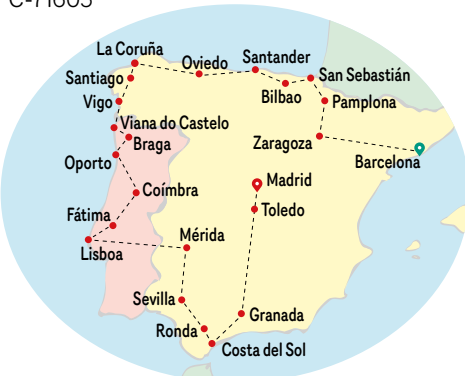 C-71605
La Coruña
Oviedo
Santander
San Sebastián
Santiago
Bilbao
Vigo
Pamplona
Viana do Castelo
Braga
Zaragoza
Barcelona
Oporto
Madrid
Coímbra
Toledo
Fátima
Mérida
Lisboa
Sevilla
Granada
Ronda
Costa del Sol